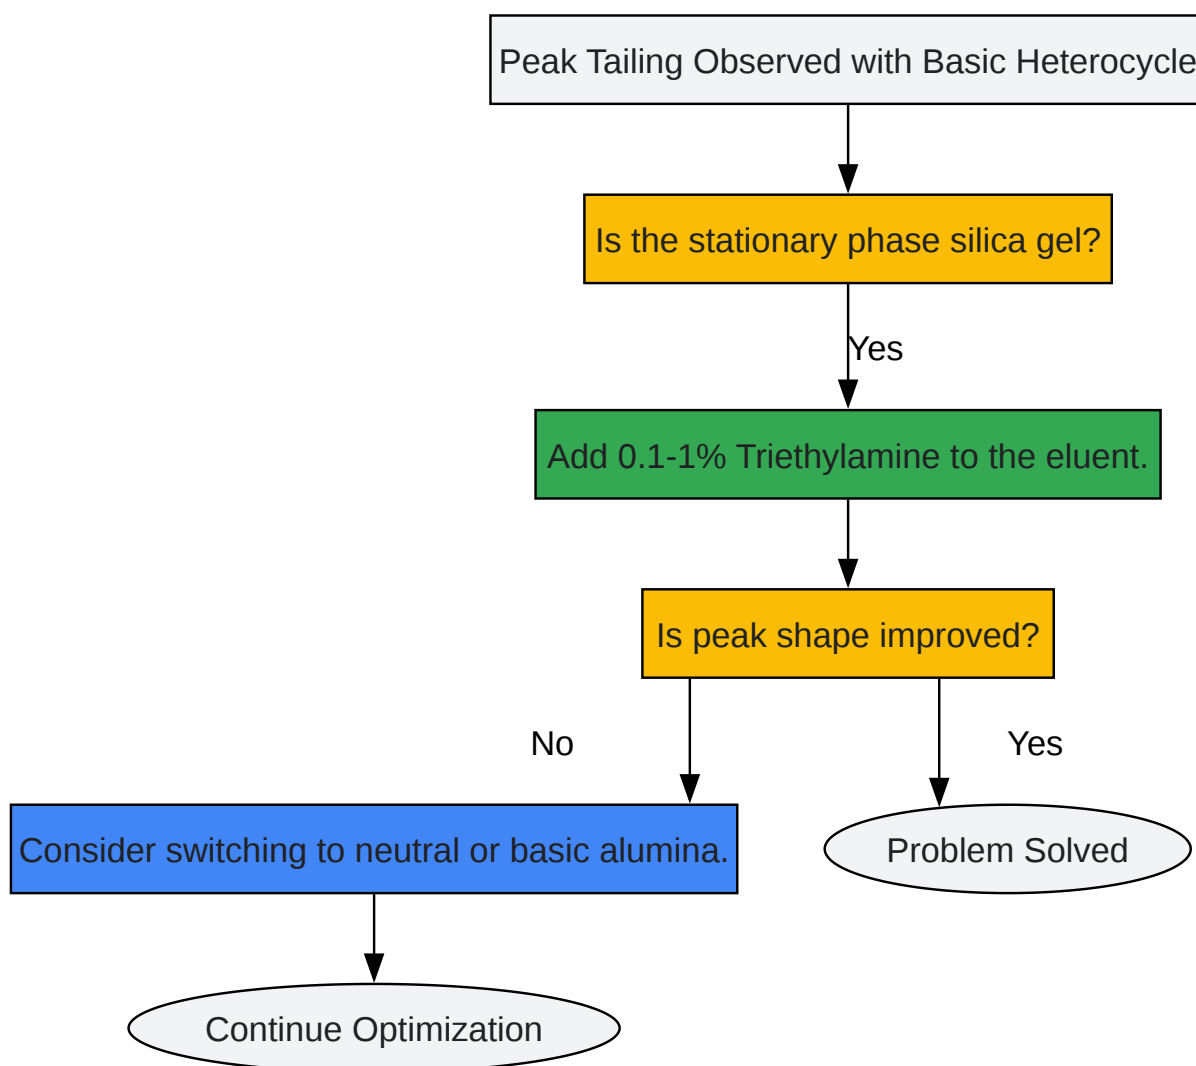 Peak Tailing Observed with Basic Heterocycle
Is the stationary phase silica gel?
Yes
Add 0.1-1% Triethylamine to the eluent.
Is peak shape improved?
No
Yes
Consider switching to neutral or basic alumina.
Problem Solved
Continue Optimization